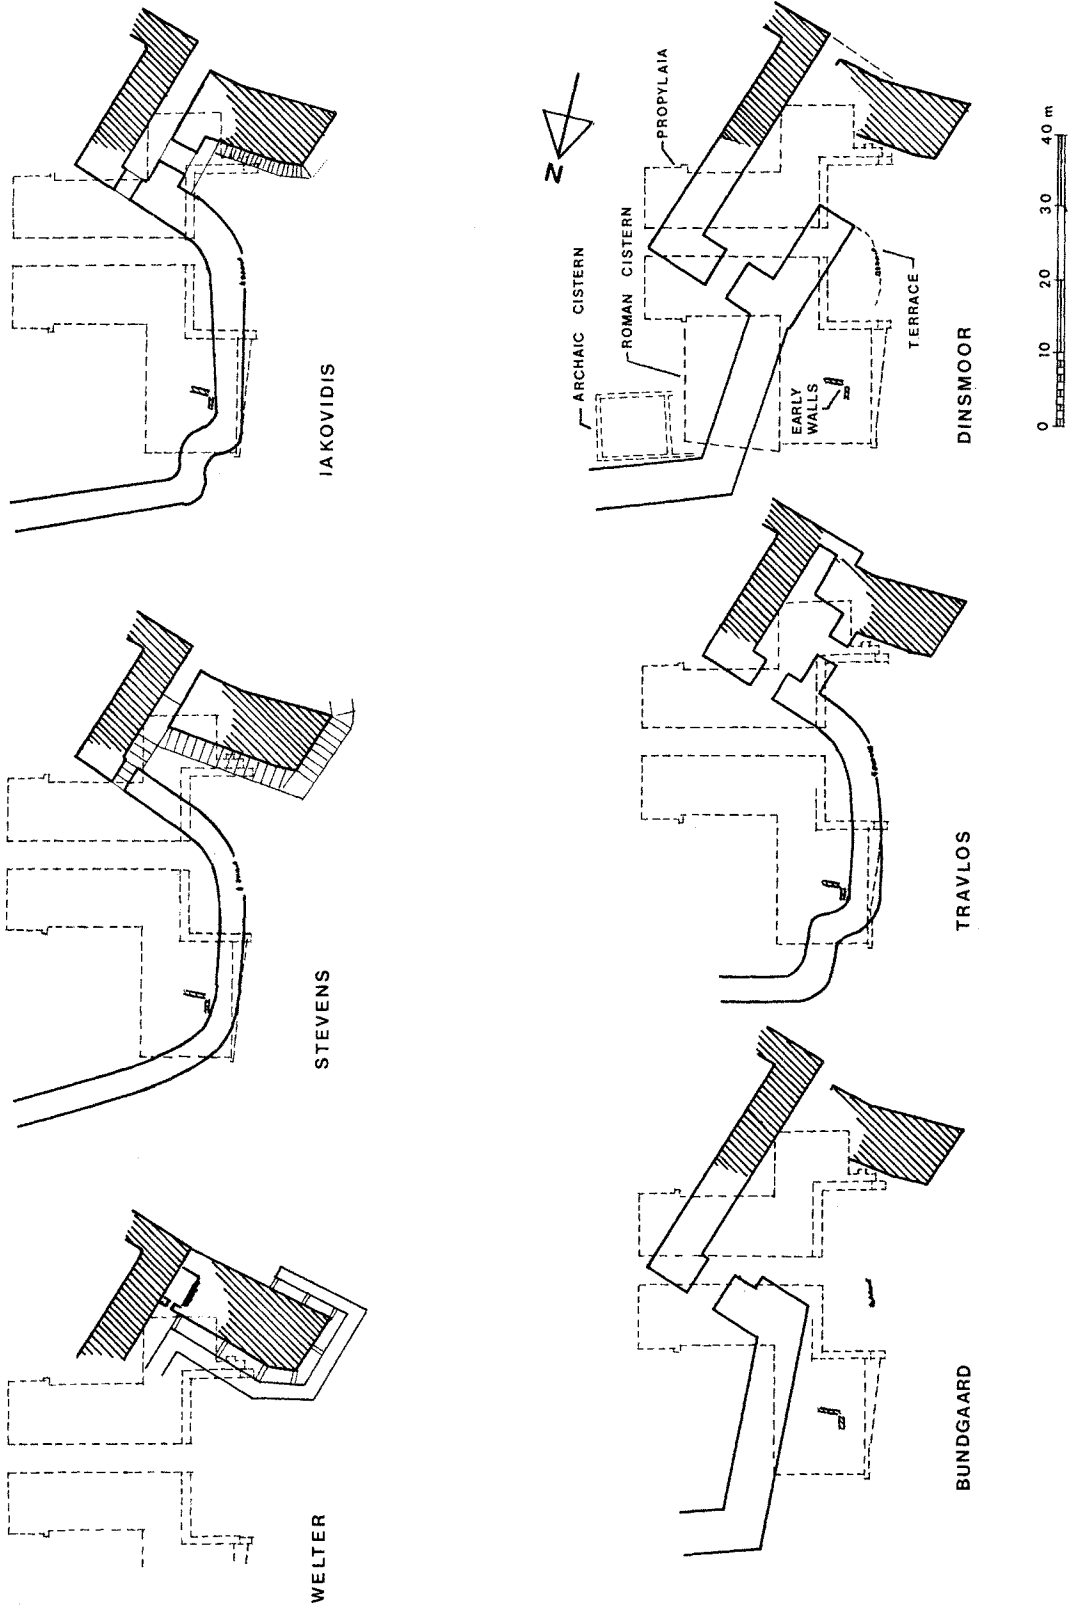 WELTER
STEVENS
IAKOVIDIS
BUNDGAARD
TRAVLOS
DINSMOOR
ARCHAIC CISTERN
ROMAN CISTERN
PROPYLAIA
N
EARLY
WALLS
TERRACE
0 10 20 30 40 m